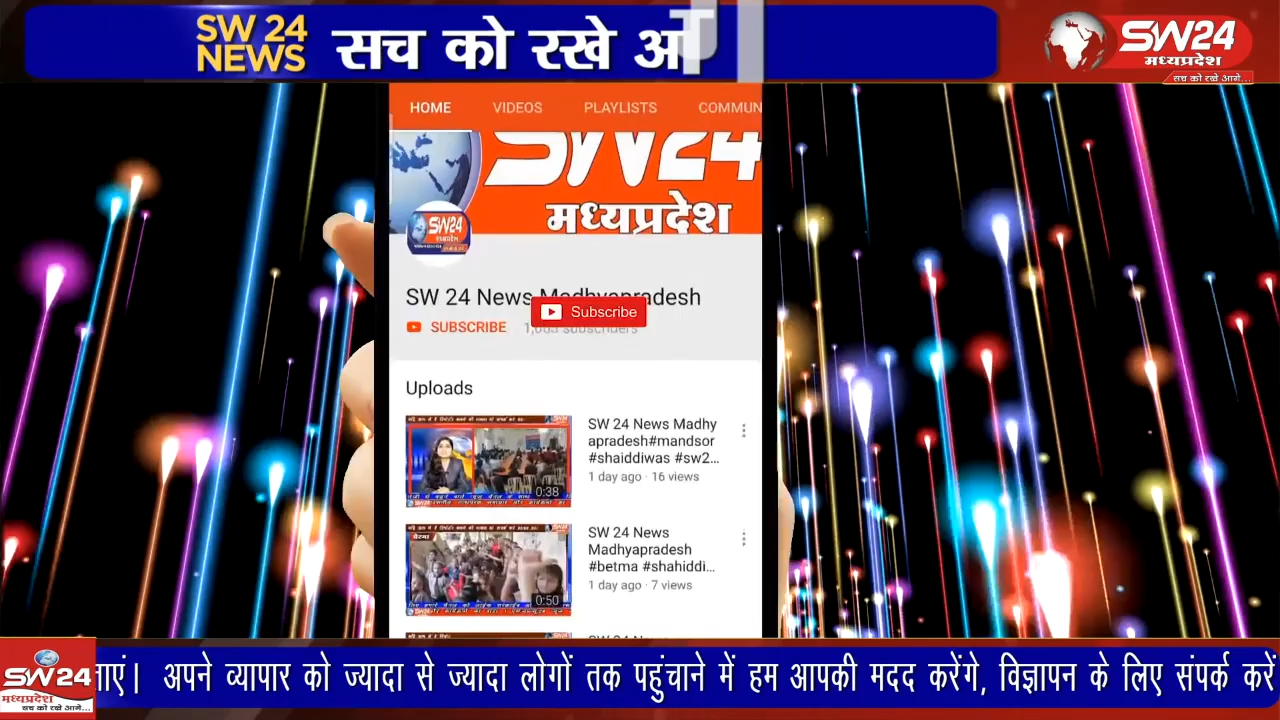 SW 24
NEWS
सच को रखे
SW24
मध्यप्रदेश
सच को रखे आगे...
HOME VIDEOS PLAYLISTS COMMUN
SW24
मध्यप्रदेश
SW24
SW 24 News Madhyapradesh
Subscribe
SUBSCRIBE
Uploads
SW 24 News Madhy
apradesh#mandsor
#shaiddiwas #sw2...
1 day ago · 16 views
0:38
SW 24 News
Madhyapradesh
#betma #shahiddi...
1 day ago · 7 views
0:50
SW24
मध्यप्रदेश
सच को रखे आगे...
अपने व्यापार को ज्यादा से ज्यादा लोगों तक पहुंचाने में हम आपकी मदद करेंगे, विज्ञापन के लिए संपर्क करें